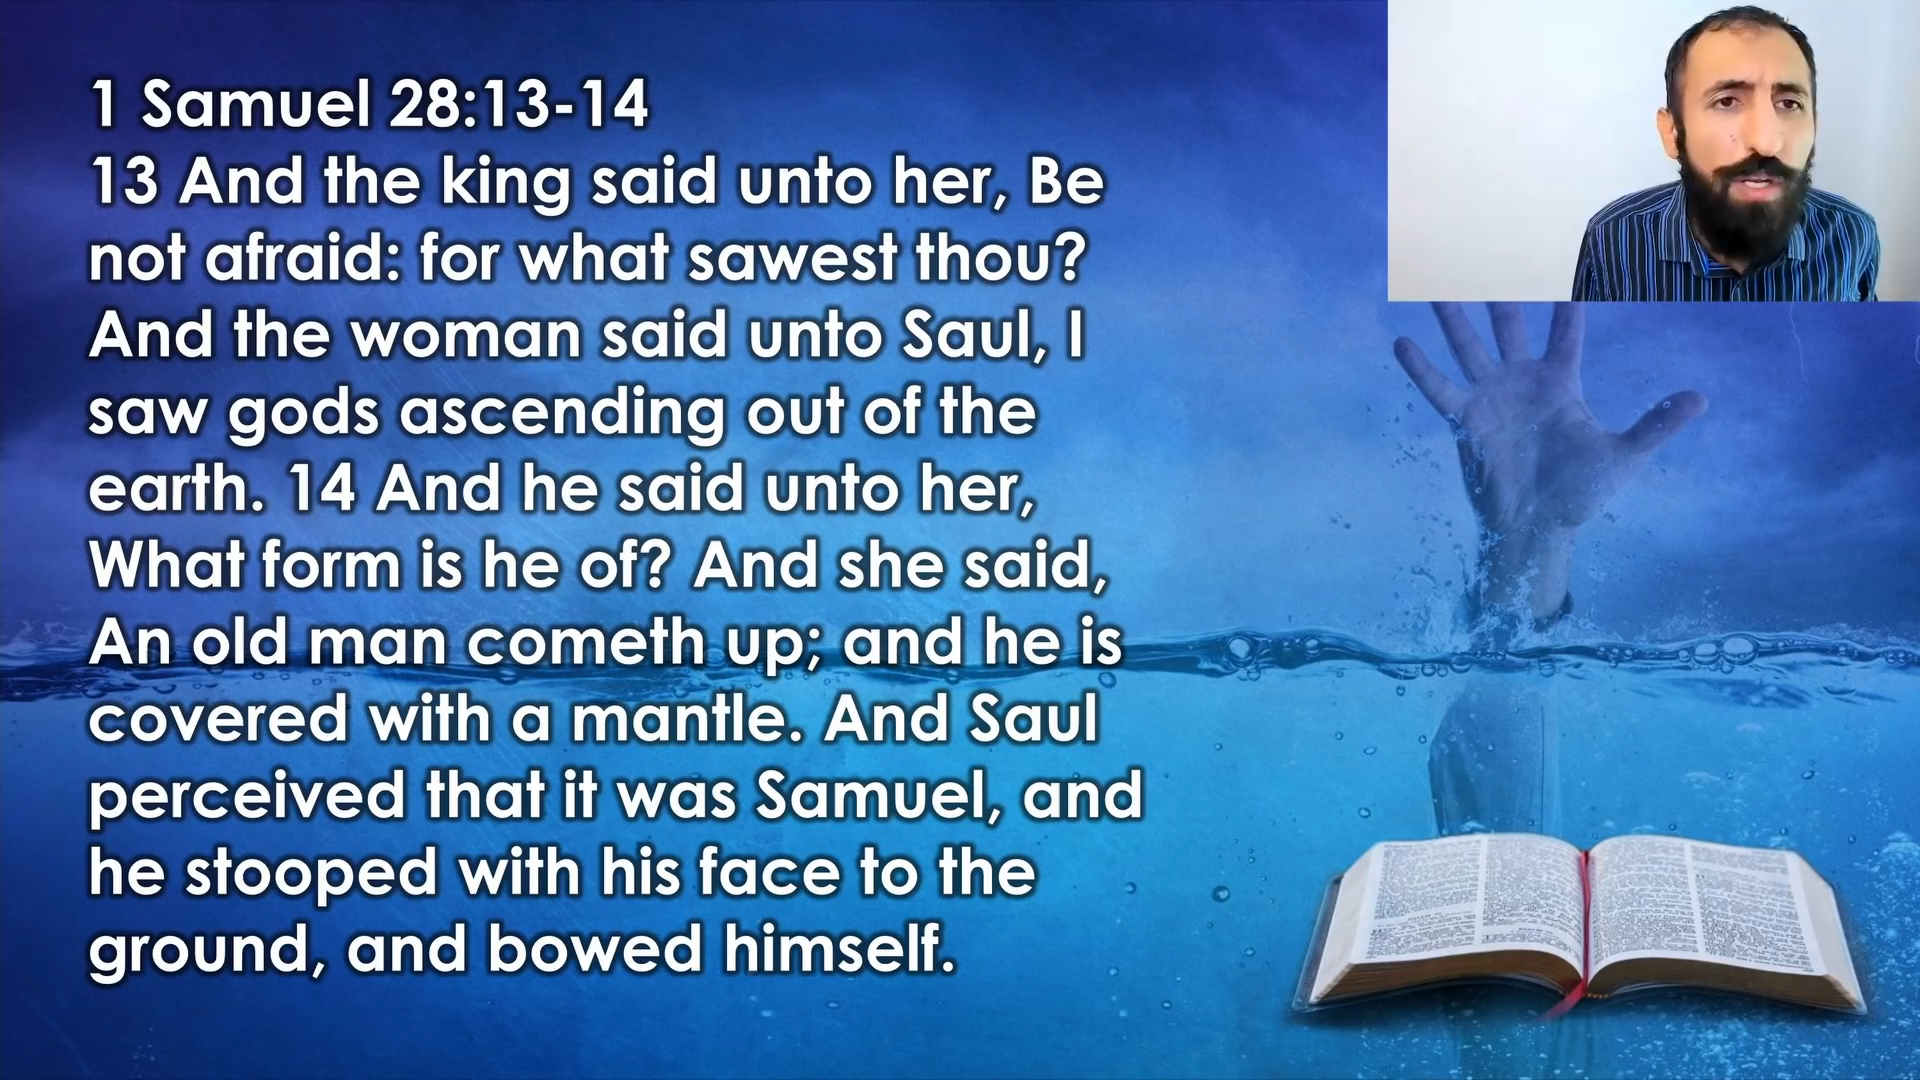 1 Samuel 28:13-14
13 And the king said unto her, Be
not afraid: for what sawest thou?
And the woman said unto Saul, I
saw gods ascending out of the
earth. 14 And he said unto her,
What form is he of? And she said,
An old man cometh up; and he is
covered with a mantle. And Saul
perceived that it was Samuel, and
he stooped with his face to the
ground, and bowed himself.